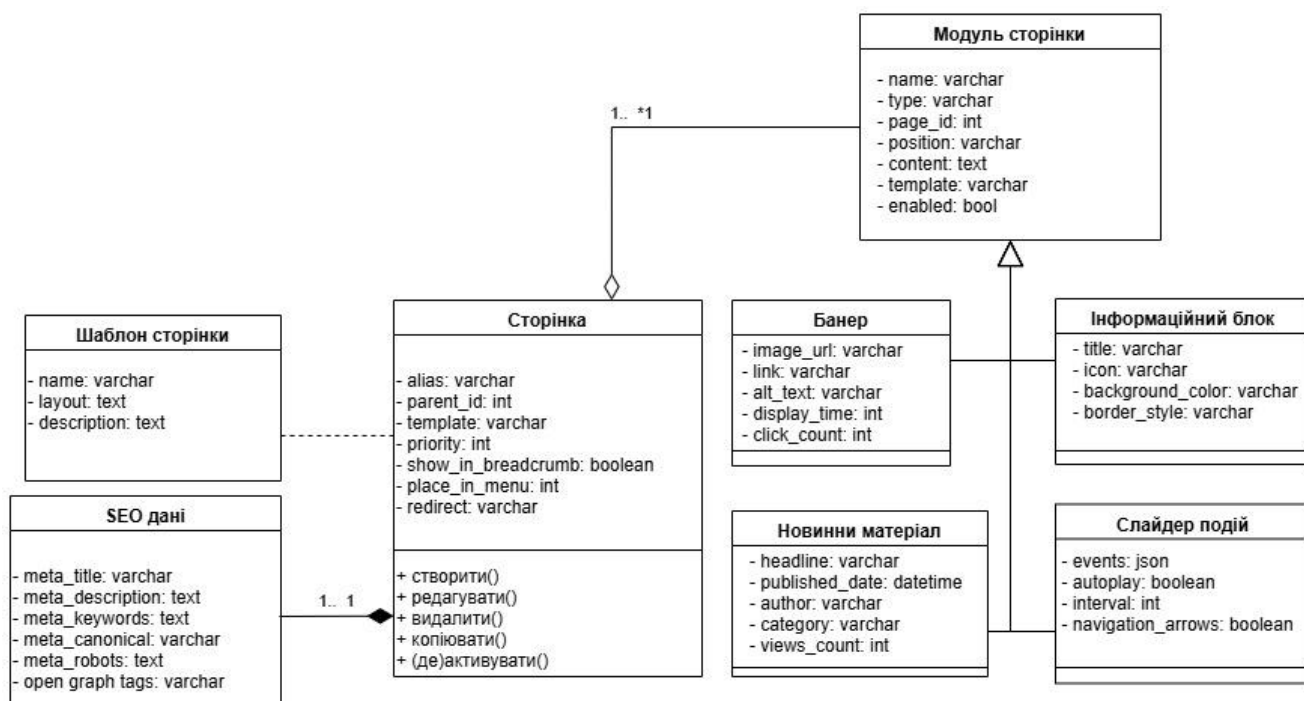 Модуль сторінки
- name: varchar
- type: varchar
- page_id: int
- position: varchar
- content: text
- template: varchar
- enabled: bool
1.. *1
Шаблон сторінки
- name: varchar
- layout: text
- description: text
Сторінка
- alias: varchar
- parent_id: int
- template: varchar
- priority: int
- show_in_breadcrumb: boolean
- place_in_menu: int
- redirect: varchar
+ створити()
+ редагувати()
+ видалити()
+ копіювати()
+ (де)активувати()
Банер
- image_url: varchar
- link: varchar
- alt_text: varchar
- display_time: int
- click_count: int
Інформаційний блок
- title: varchar
- icon: varchar
- background_color: varchar
- border_style: varchar
SEO дані
- meta_title: varchar
- meta_description: text
- meta_keywords: text
- meta_canonical: varchar
- meta_robots: text
- open graph tags: varchar
1.. 1
Новинни матеріал
- headline: varchar
- published_date: datetime
- author: varchar
- category: varchar
- views_count: int
Слайдер подій
- events: json
- autoplay: boolean
- interval: int
- navigation_arrows: boolean